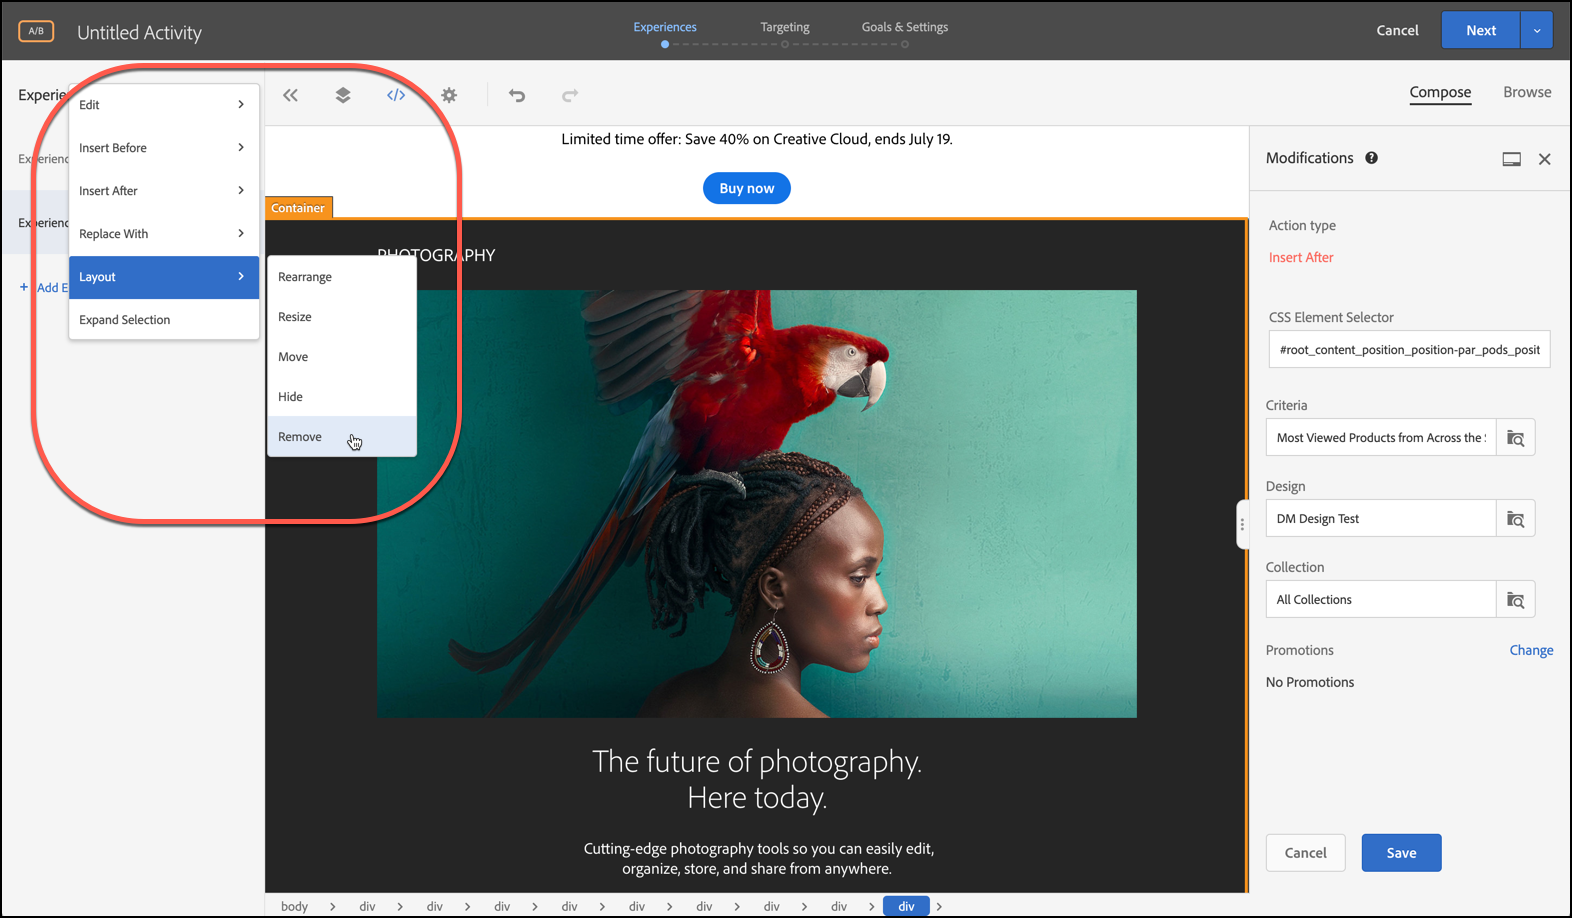 A/B
Untitled Activity
Experiences
Targeting
Goals & Settings
Cancel
Next
Experie
Experienc
Experienc
+ Add E
Edit
Insert Before
Insert After
Replace With
Layout
Expand Selection
Rearrange
Resize
Move
Hide
Remove
</>
Compose
Browse
Limited time offer: Save 40% on Creative Cloud, ends July 19.
Buy now
Container
PHOTOGRAPHY
The future of photography.
Here today.
Cutting-edge photography tools so you can easily edit,
organize, store, and share from anywhere.
body > div > div > div > div > div > div > div > div > div >
Modifications ?
Action type
Insert After
CSS Element Selector
#root_content_position_position-par_pods_posit
Criteria
Most Viewed Products from Across the
Design
DM Design Test
Collection
All Collections
Promotions
Change
No Promotions
Cancel
Save